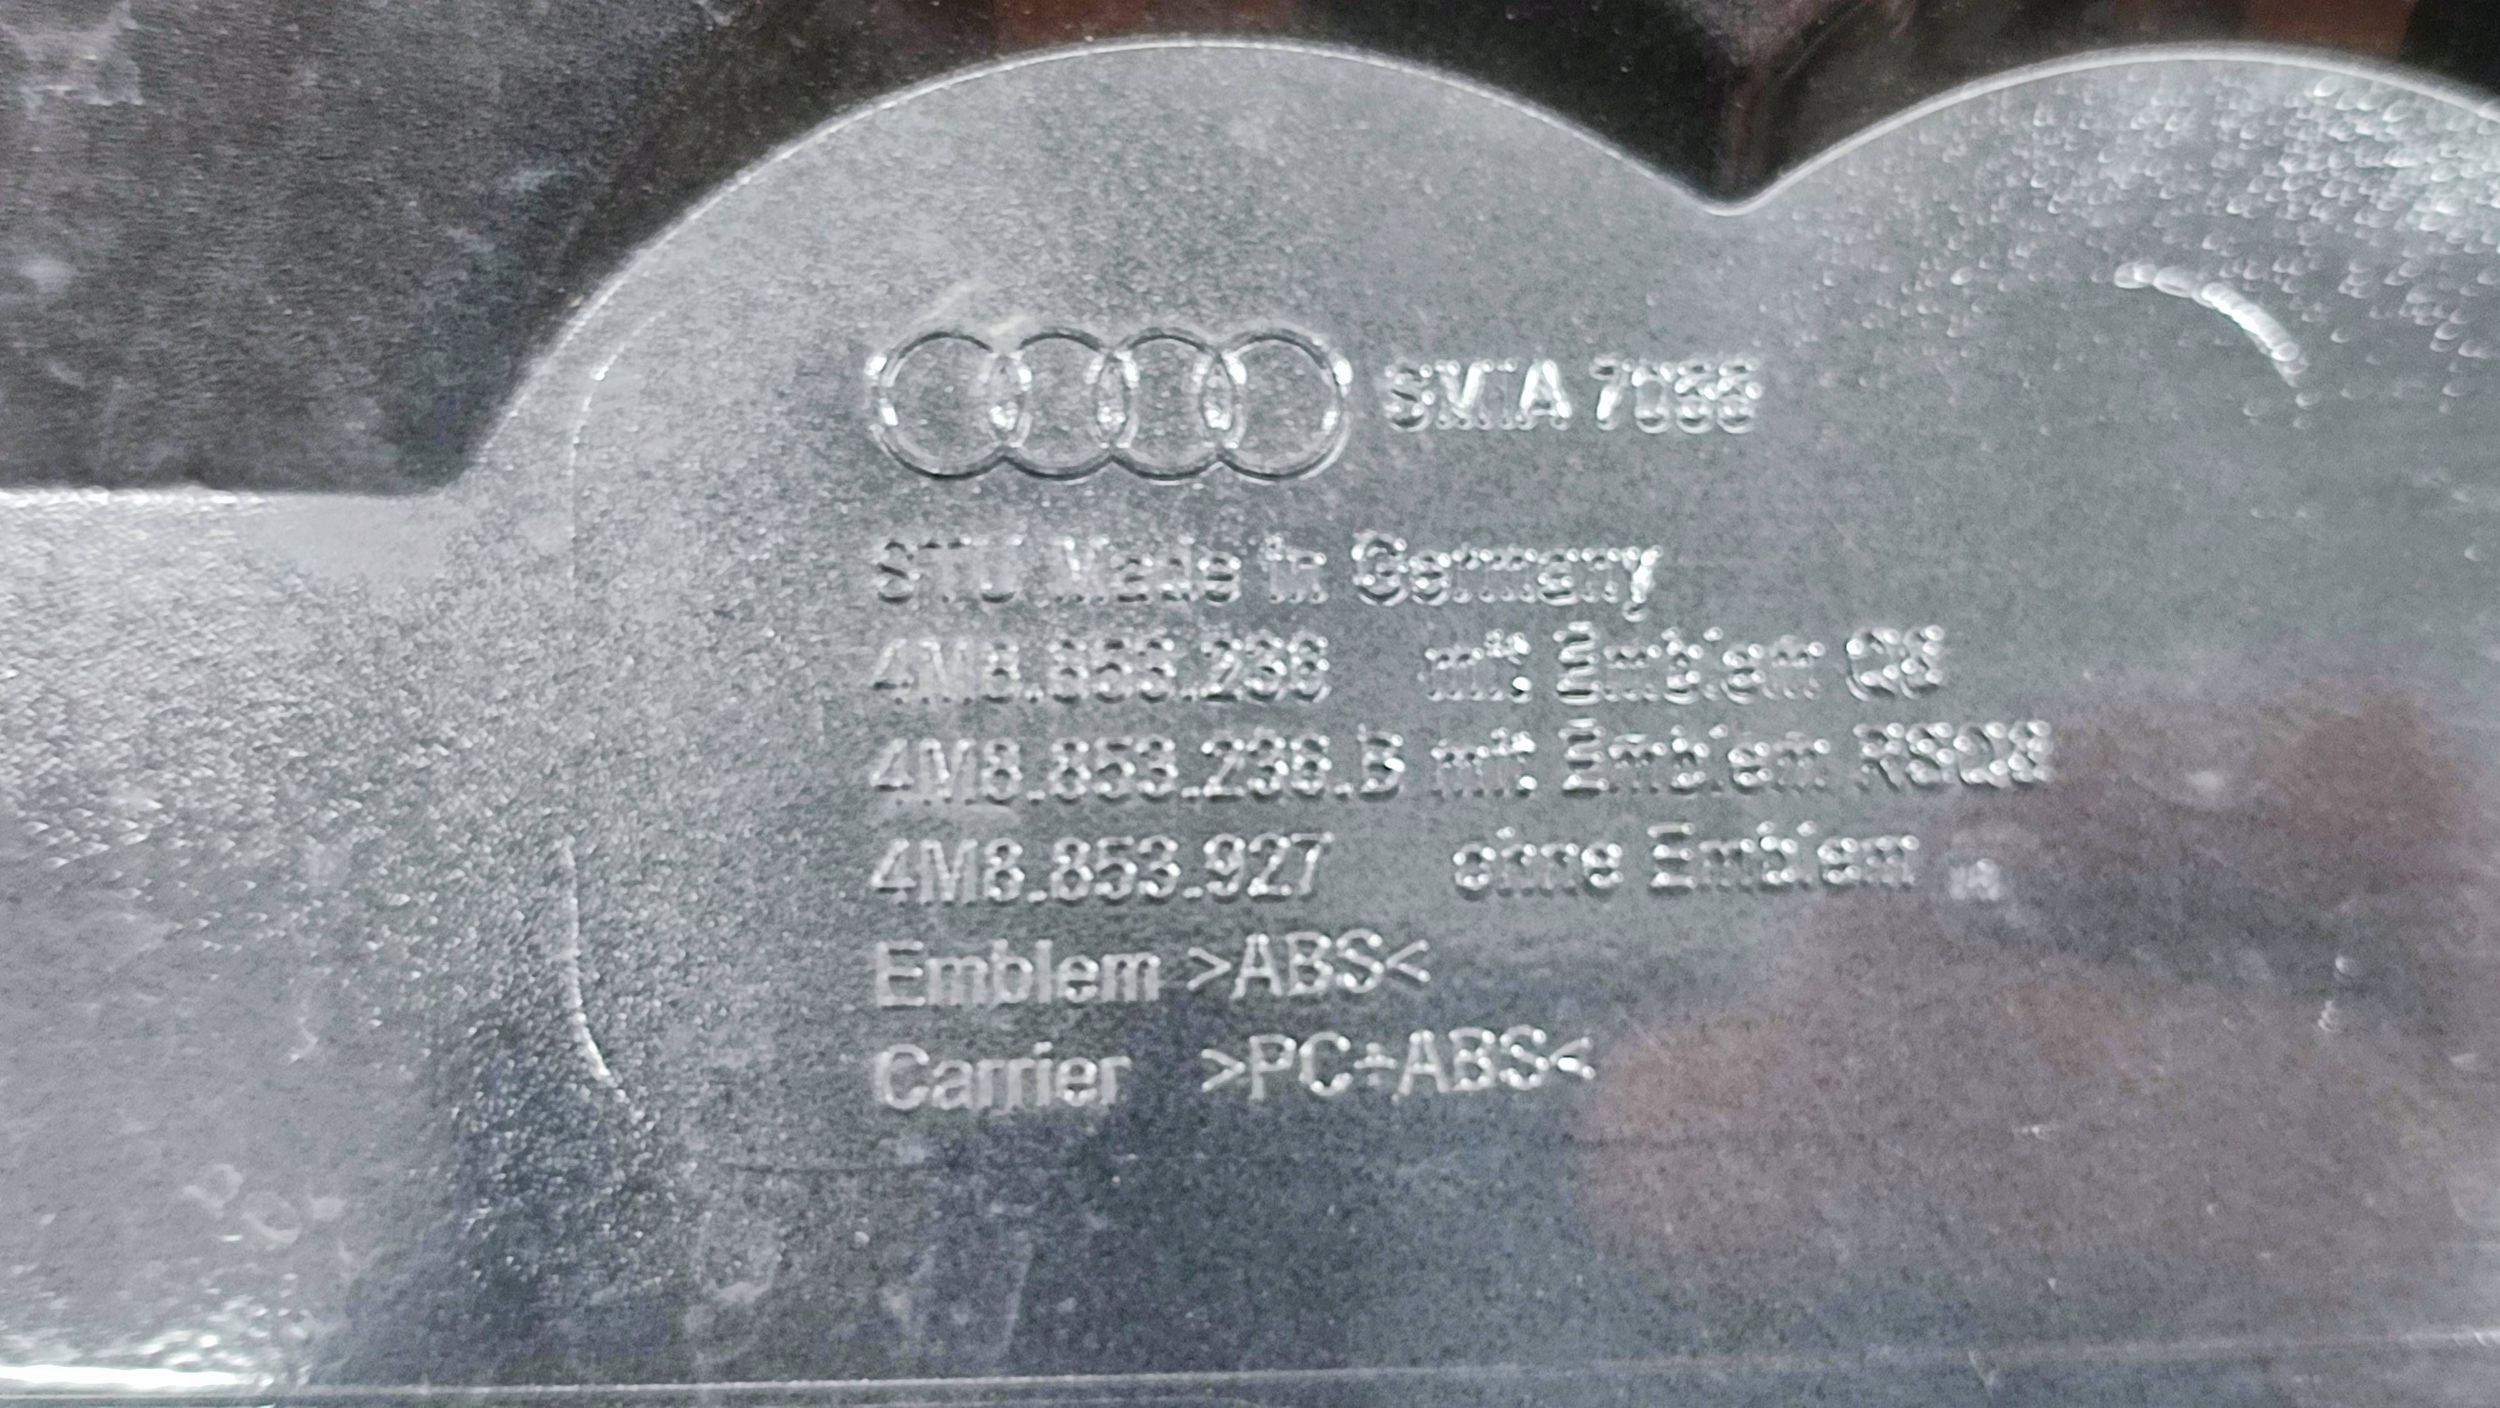 SMTA 7086
STU Made in Germany
4M8.853.236 mit Emblem Q8
4M8.853.236.B mit Emblem RSQ8
4M8.853.927 ohne Emblem
Emblem >ABS<
Carrier >PC+ABS<